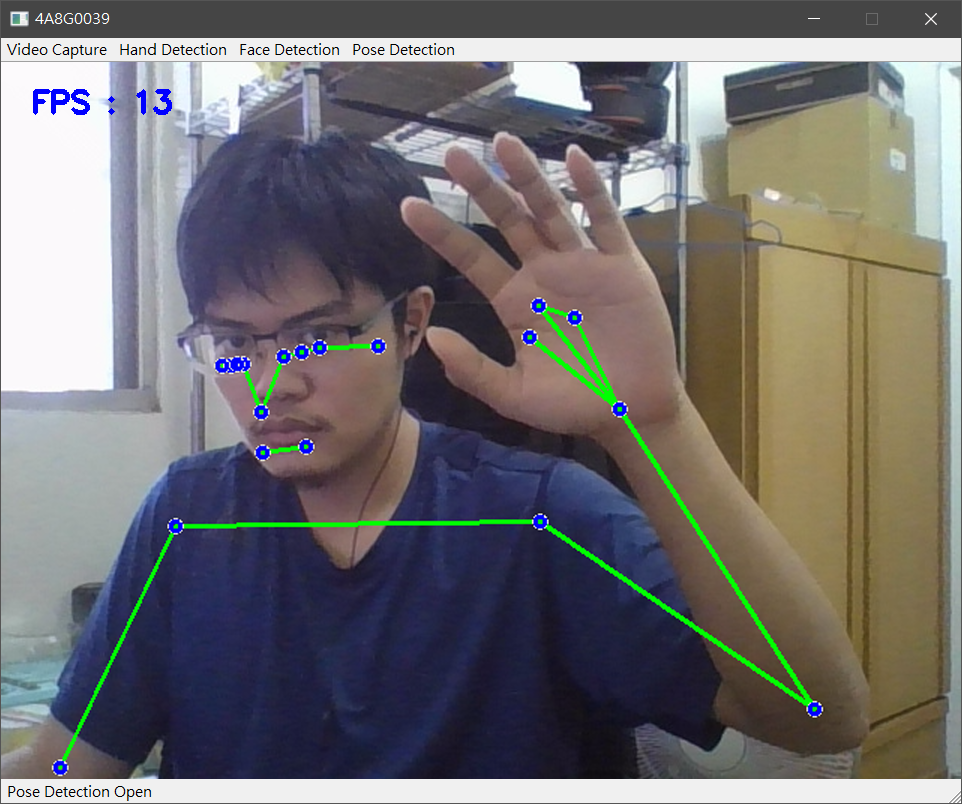 4A8G0039
Video Capture Hand Detection Face Detection Pose Detection
FPS : 13
Pose Detection Open